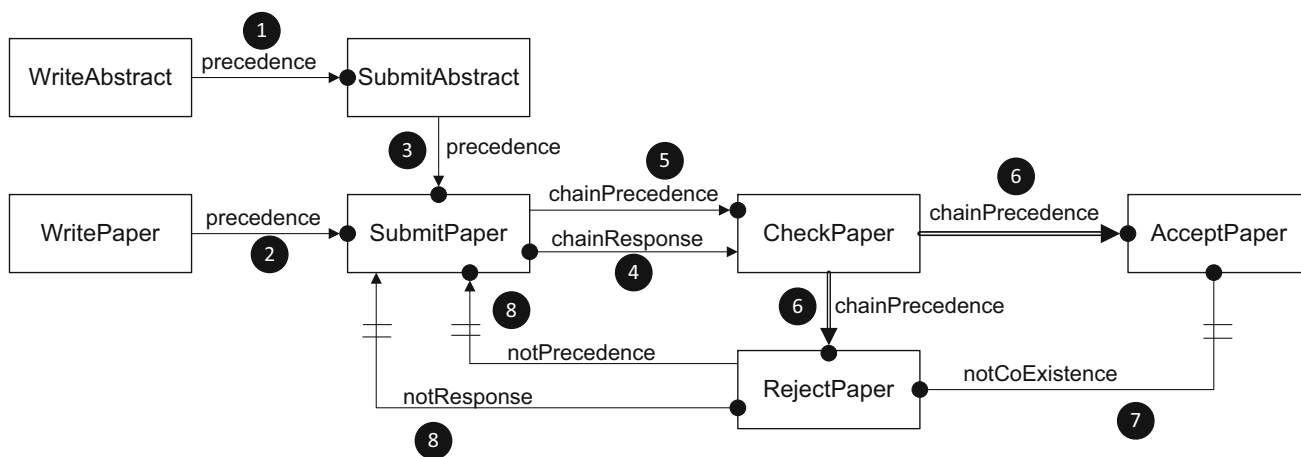 1
precedence
WriteAbstract
SubmitAbstract
3
precedence
5
6
precedence
chainPrecedence
chainPrecedence
WritePaper
SubmitPaper
CheckPaper
AcceptPaper
2
chainResponse
4
8
6
chainPrecedence
notPrecedence
notCoExistence
RejectPaper
notResponse
7
8